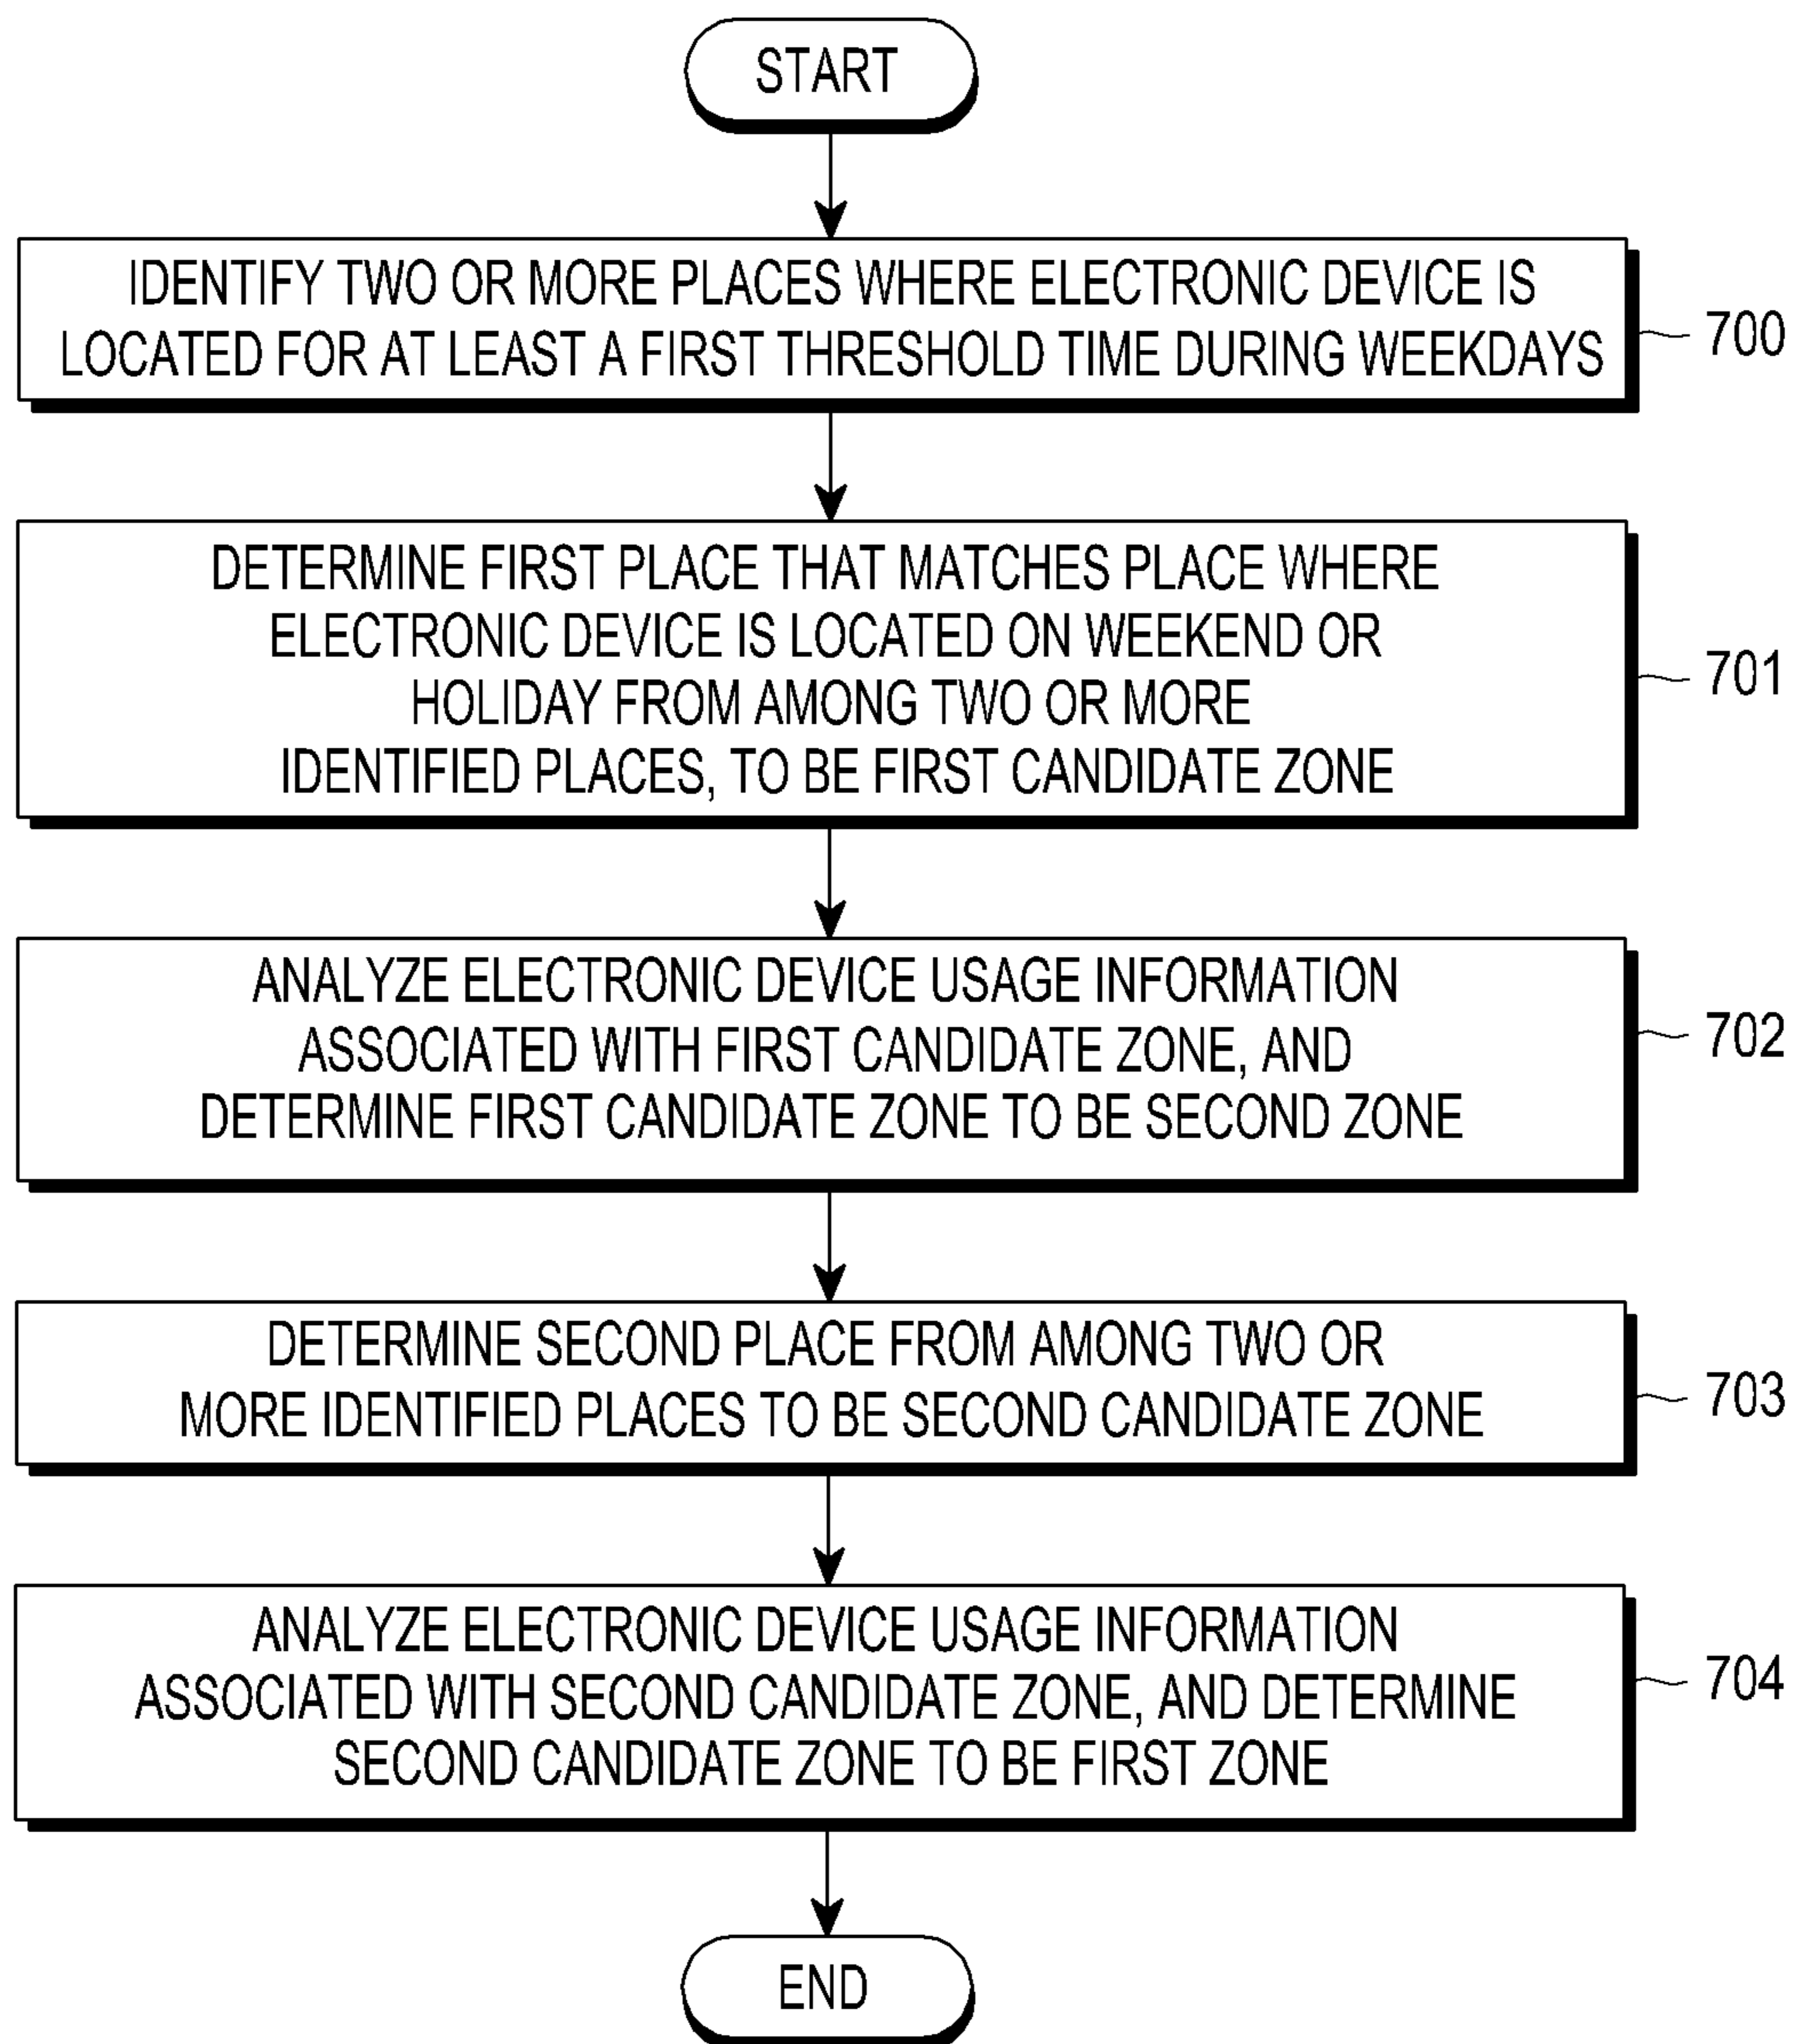 START
IDENTIFY TWO OR MORE PLACES WHERE ELECTRONIC DEVICE IS
LOCATED FOR AT LEAST A FIRST THRESHOLD TIME DURING WEEKDAYS
700
DETERMINE FIRST PLACE THAT MATCHES PLACE WHERE
ELECTRONIC DEVICE IS LOCATED ON WEEKEND OR
HOLIDAY FROM AMONG TWO OR MORE
IDENTIFIED PLACES, TO BE FIRST CANDIDATE ZONE
701
ANALYZE ELECTRONIC DEVICE USAGE INFORMATION
ASSOCIATED WITH FIRST CANDIDATE ZONE, AND
DETERMINE FIRST CANDIDATE ZONE TO BE SECOND ZONE
702
DETERMINE SECOND PLACE FROM AMONG TWO OR
MORE IDENTIFIED PLACES TO BE SECOND CANDIDATE ZONE
703
ANALYZE ELECTRONIC DEVICE USAGE INFORMATION
ASSOCIATED WITH SECOND CANDIDATE ZONE, AND DETERMINE
SECOND CANDIDATE ZONE TO BE FIRST ZONE
704
END